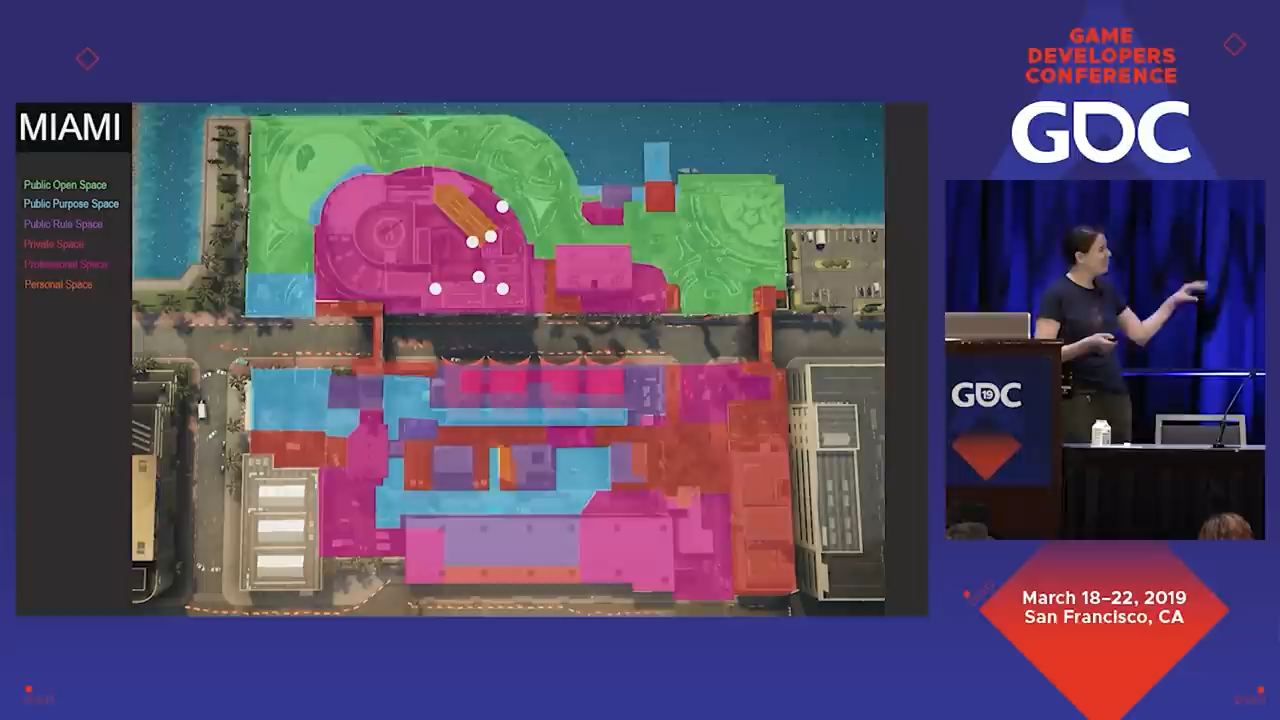 MIAMI
Public Open Space
Public Purpose Space
Public Rule Space
Private Space
Professional Space
Personal Space
GAME
DEVELOPERS
CONFERENCE
GDC
GDC
19
March 18–22, 2019
San Francisco, CA